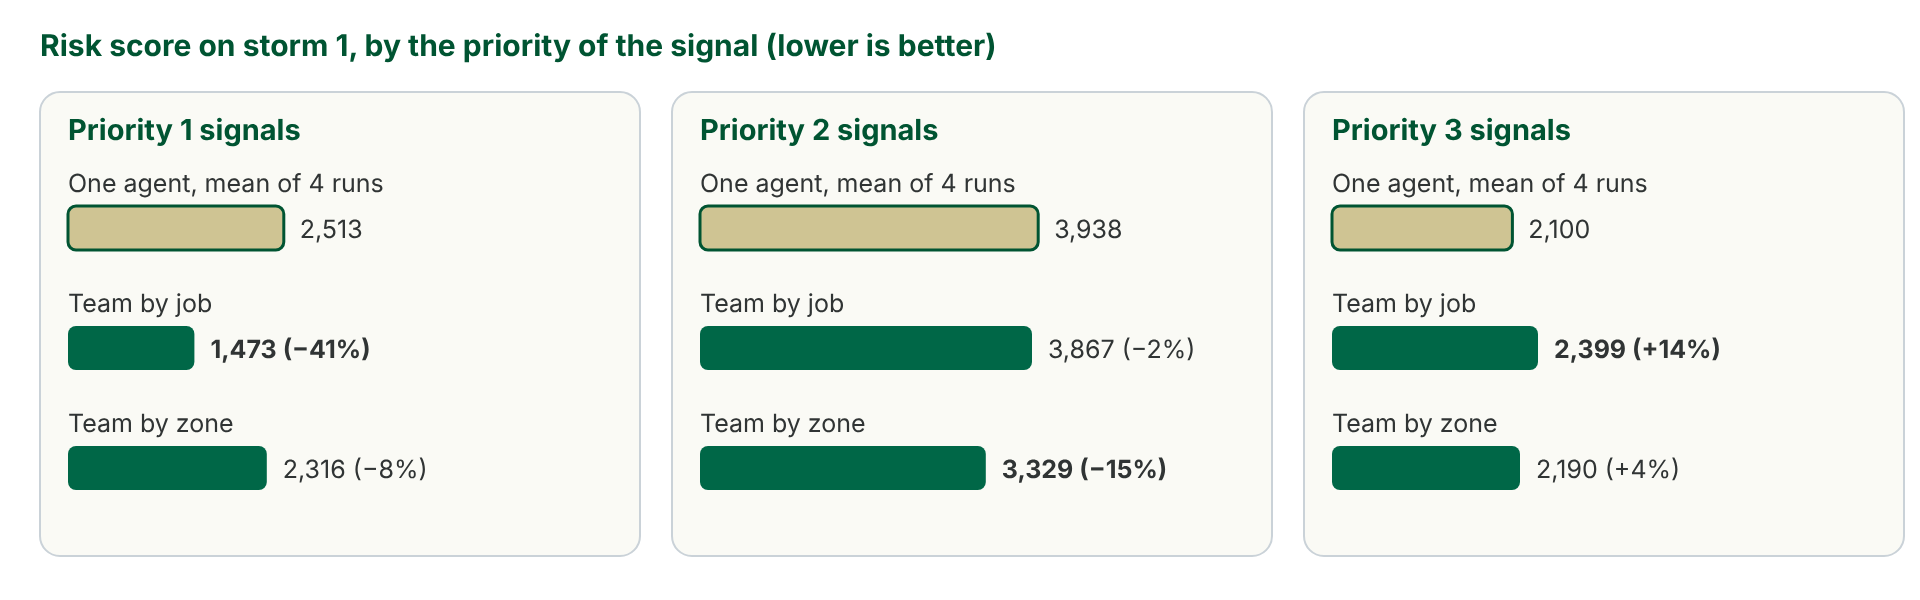 Risk score on storm 1, by the priority of the signal (lower is better)
Priority 1 signals
One agent, mean of 4 runs
2,513
Team by job
1,473 (−41%)
Team by zone
2,316 (−8%)
Priority 2 signals
One agent, mean of 4 runs
3,938
Team by job
3,867 (−2%)
Team by zone
3,329 (−15%)
Priority 3 signals
One agent, mean of 4 runs
2,100
Team by job
2,399 (+14%)
Team by zone
2,190 (+4%)